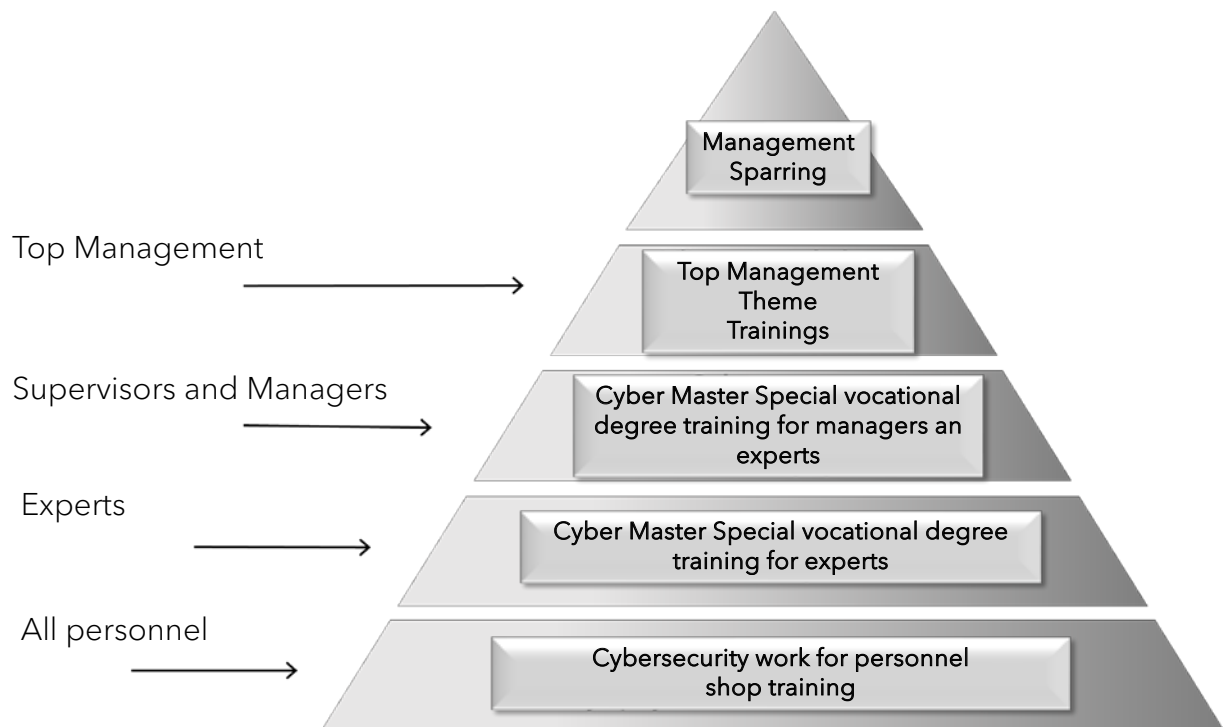 Management
Sparring
Top Management
Top Management
Theme
Trainings
Supervisors and Managers
Cyber Master Special vocational
degree training for managers an
experts
Experts
Cyber Master Special vocational degree
training for experts
All personnel
Cybersecurity work for personnel
shop training